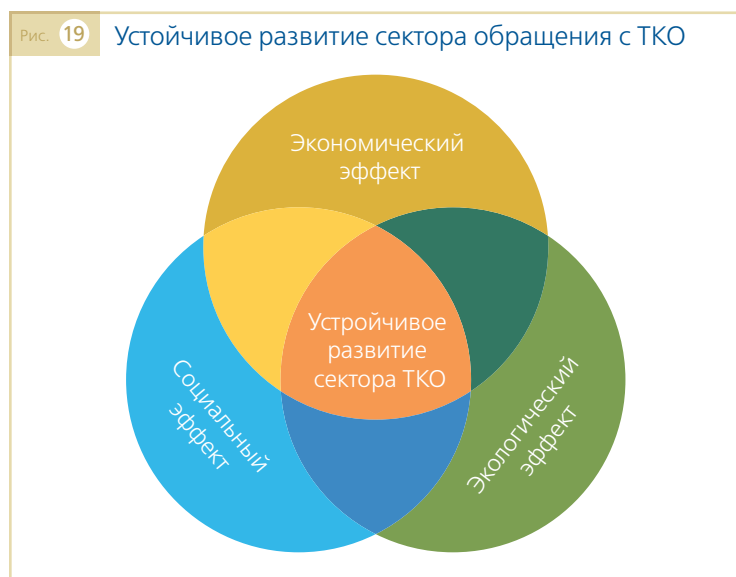 Рис. 19 Устойчивое развитие сектора обращения с ТКО
Экономический
эффект
Устройчивое
развитие
сектора ТКО
Социальный
эффект
Экологический
эффект